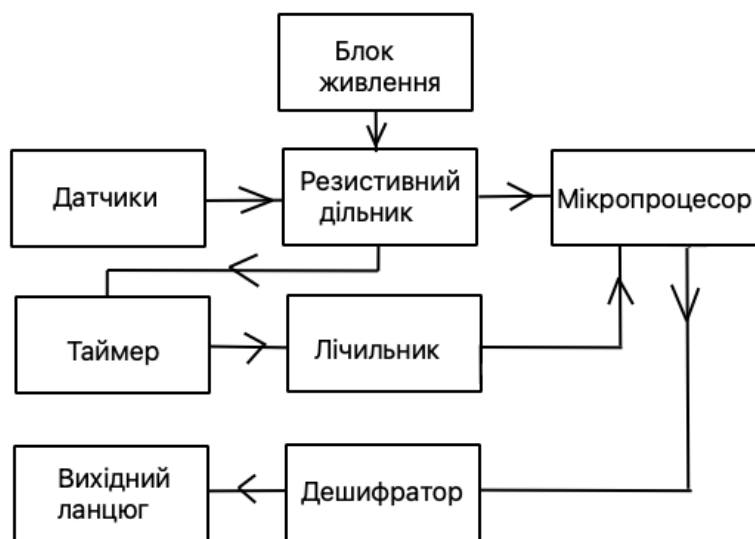 Блок
живлення
Датчики
Резистивний
дільник
Мікропроцесор
Таймер
Лічильник
Вихідний
ланцюг
Дешифратор